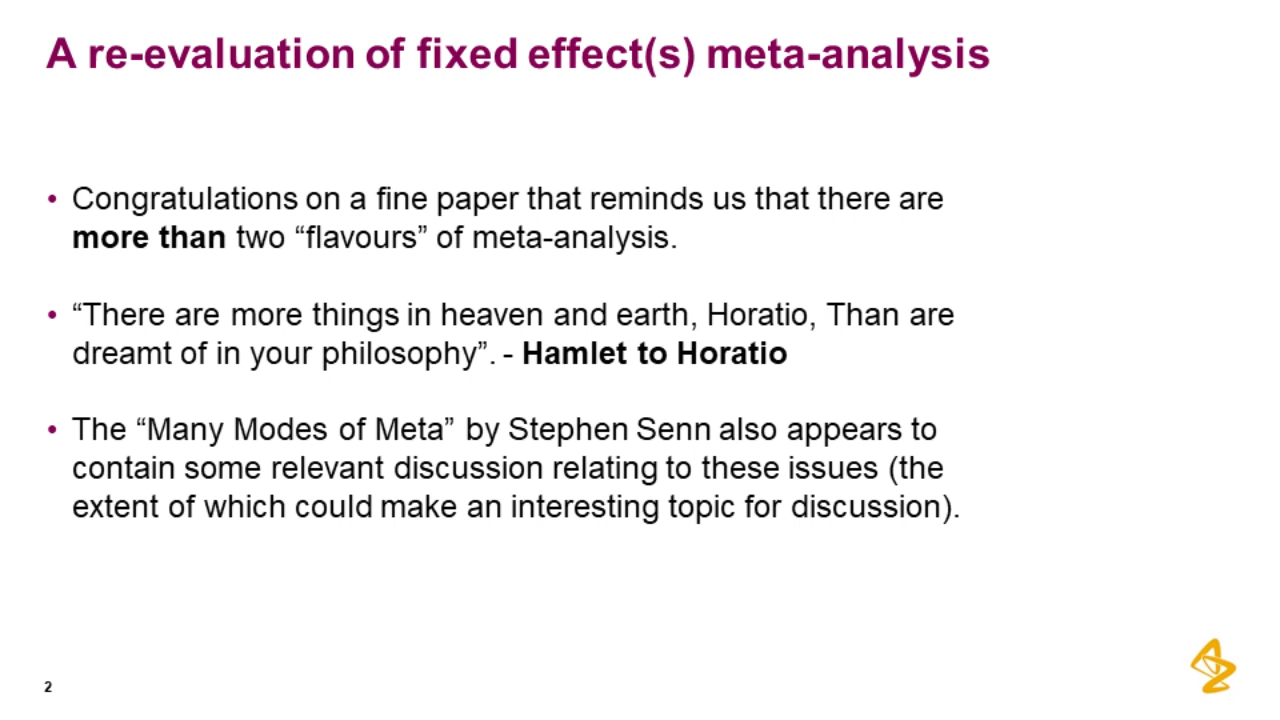 A re-evaluation of fixed effect(s) meta-analysis
• Congratulations on a fine paper that reminds us that there are
more than two “flavours” of meta-analysis.
• “There are more things in heaven and earth, Horatio, Than are
dreamt of in your philosophy”. - Hamlet to Horatio
• The “Many Modes of Meta” by Stephen Senn also appears to
contain some relevant discussion relating to these issues (the
extent of which could make an interesting topic for discussion).
2